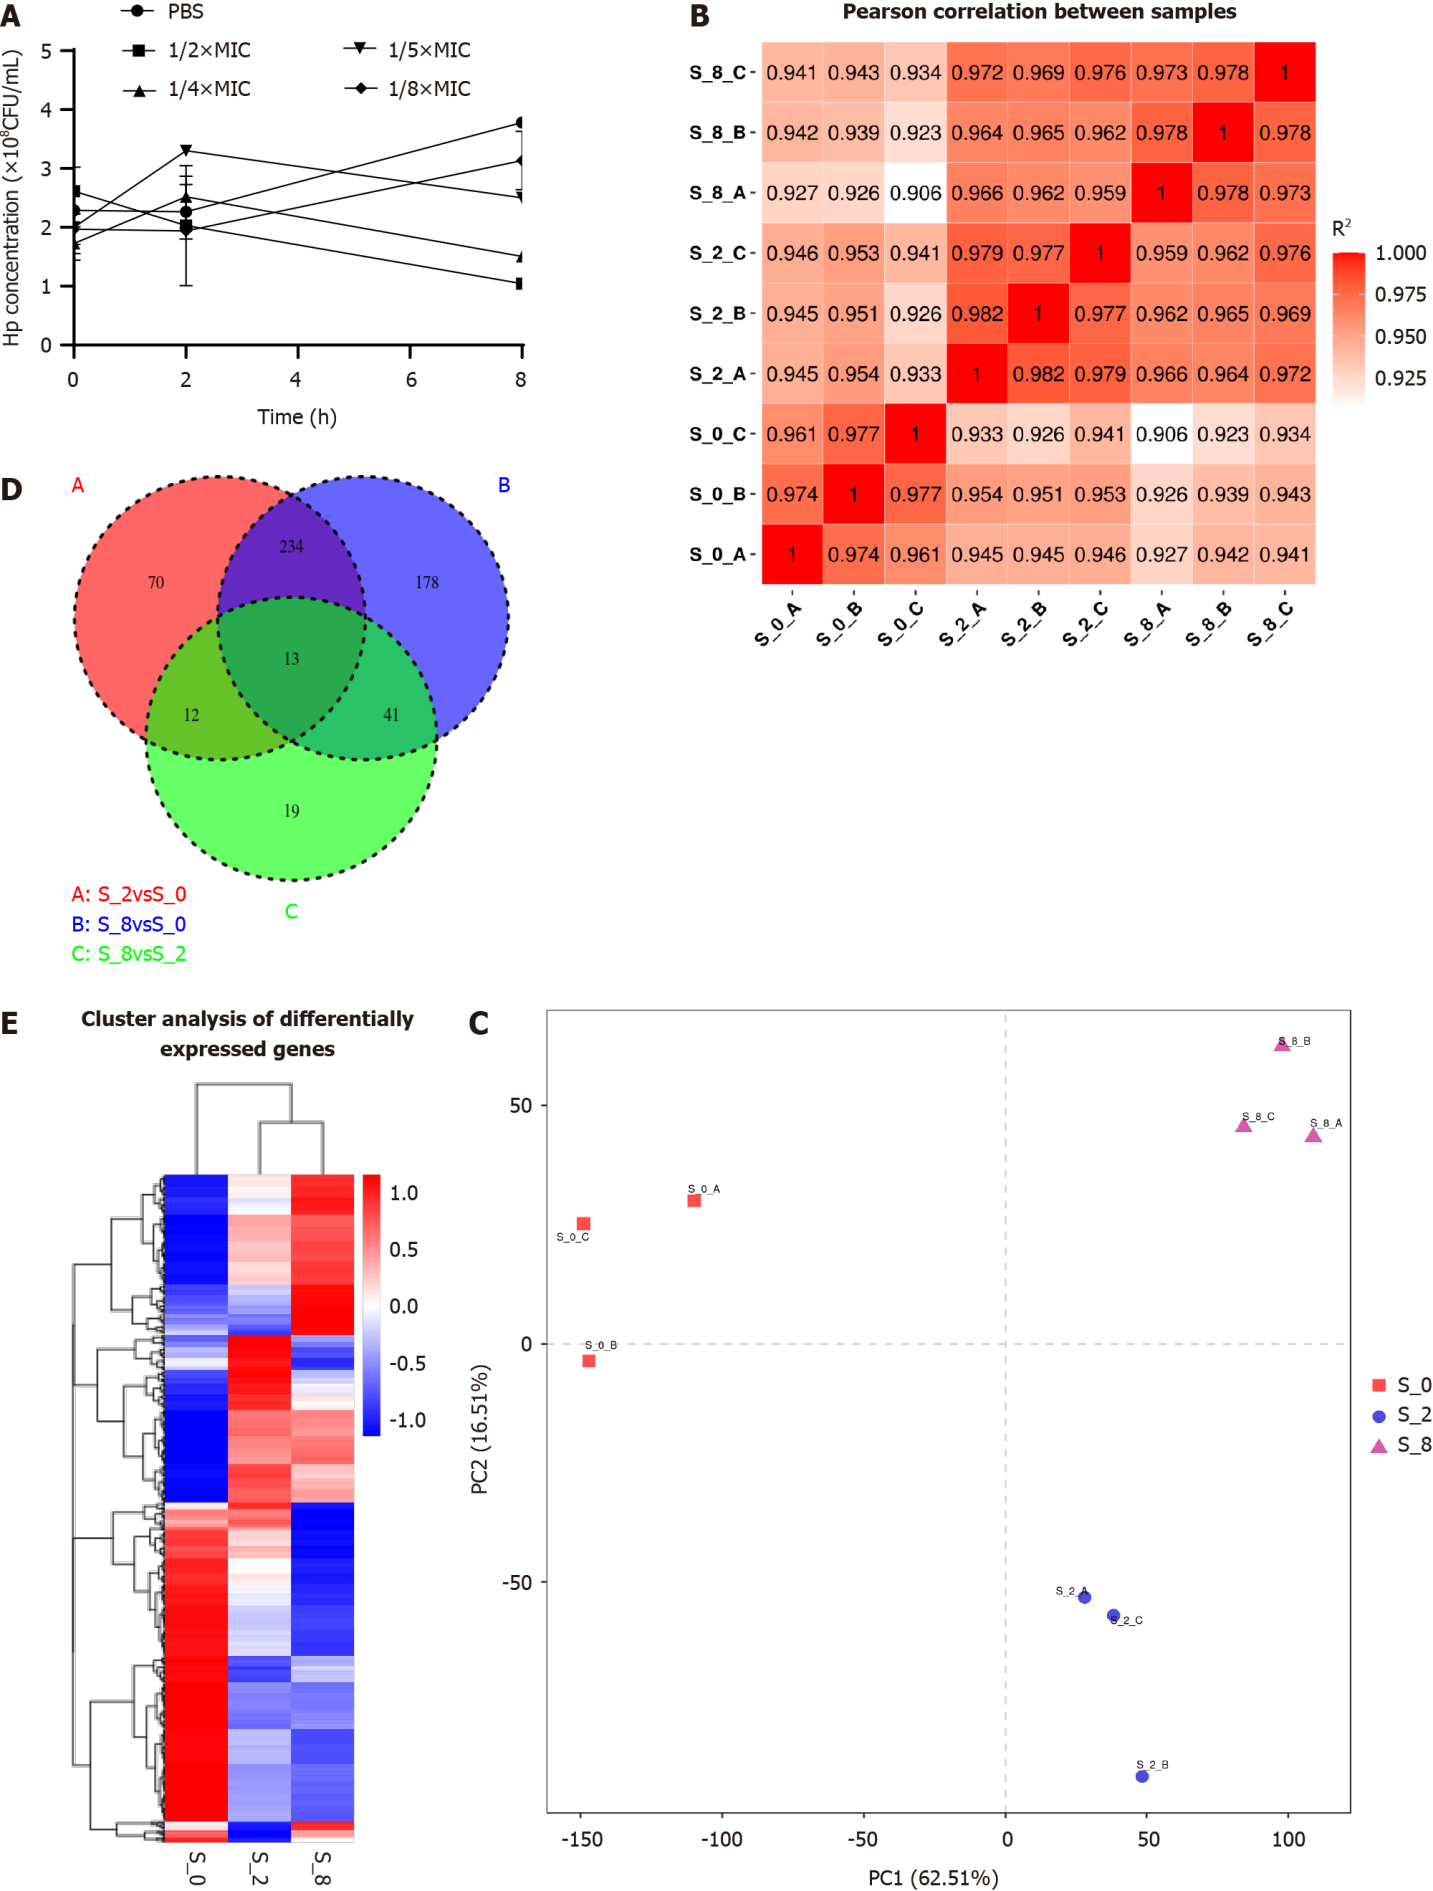 A
PBS
1/2×MIC
1/5×MIC
1/4×MIC
1/8×MIC
Hp concentration (×10⁸CFU/mL)
5
4
3
2
1
0
0 2 4 6 8
Time (h)
B
Pearson correlation between samples
S_8_C 0.941 0.943 0.934 0.972 0.969 0.976 0.973 0.978 1
S_8_B 0.942 0.939 0.923 0.964 0.965 0.962 0.978 1 0.978
S_8_A 0.927 0.926 0.906 0.966 0.962 0.959 1 0.978 0.973
S_2_C 0.946 0.953 0.941 0.979 0.977 1 0.959 0.962 0.976
S_2_B 0.945 0.951 0.926 0.982 1 0.977 0.962 0.965 0.969
S_2_A 0.945 0.954 0.933 1 0.982 0.979 0.966 0.964 0.972
S_0_C 0.961 0.977 1 0.933 0.926 0.941 0.906 0.923 0.934
S_0_B 0.974 1 0.977 0.954 0.951 0.953 0.926 0.939 0.943
S_0_A 1 0.974 0.961 0.945 0.945 0.946 0.927 0.942 0.941
S_0_A S_0_B S_0_C S_2_A S_2_B S_2_C S_8_A S_8_B S_8_C
R²
1.000
0.975
0.950
0.925
D
A
B
234
70
178
13
12
41
19
C
A: S_2vsS_0
B: S_8vsS_0
C: S_8vsS_2
E
Cluster analysis of differentially
expressed genes
1.0
0.5
0.0
-0.5
-1.0
S_0 S_2 S_8
C
S_8_B
S_8_C
S_8_A
S_0_A
S_0_C
S_0_B
S_2_A
S_2_C
S_2_B
PC2 (16.51%)
50
0
-50
-150 -100 -50 0 50 100
PC1 (62.51%)
S_0
S_2
S_8